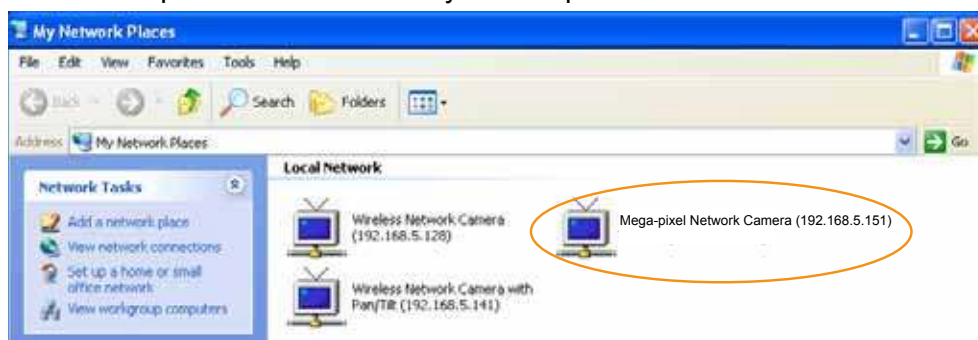 My Network Places
File Edit View Favorites Tools Help
Back Search Folders
Address My Network Places Go
Local Network
Network Tasks
Add a network place
View network connections
Set up a home or small
office network
View workgroup computers
Wireless Network Camera
(192.168.5.128)
Mega-pixel Network Camera (192.168.5.151)
Wireless Network Camera with
Pan/Tilt (192.168.5.141)